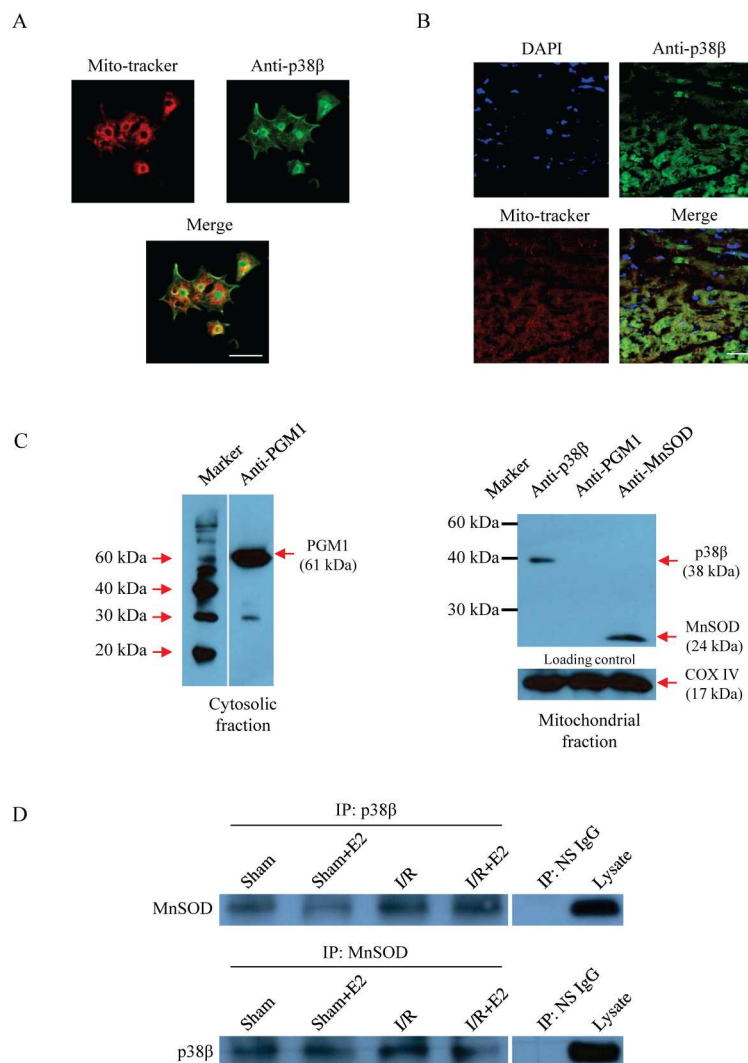 A
Mito-tracker
Anti-p38β
Merge
B
DAPI
Anti-p38β
Mito-tracker
Merge
C
Marker
Anti-PGM1
60 kDa
40 kDa
30 kDa
20 kDa
PGM1
(61 kDa)
Cytosolic
fraction
Marker
Anti-p38β
Anti-PGM1
Anti-MnSOD
60 kDa
40 kDa
30 kDa
p38β
(38 kDa)
MnSOD
(24 kDa)
Loading control
COX IV
(17 kDa)
Mitochondrial
fraction
D
IP: p38β
Sham
Sham+E2
I/R
I/R+E2
IP: NS IgG
Lysate
MnSOD
IP: MnSOD
Sham
Sham+E2
I/R
I/R+E2
IP: NS IgG
Lysate
p38β